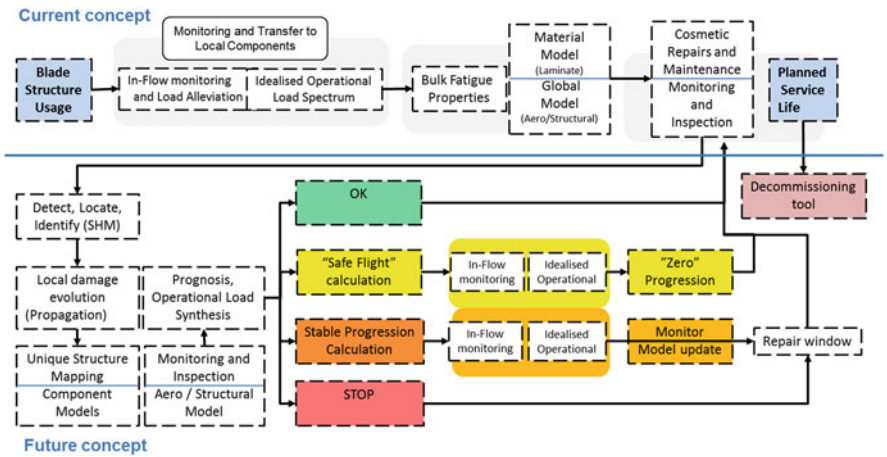 Current concept
Monitoring and Transfer to
Local Components
Blade
Structure
Usage
In-Flow monitoring
and Load Alleviation
Idealised Operational
Load Spectrum
Bulk Fatigue
Properties
Material
Model
(Laminate)
Global
Model
(Aero/Structural)
Cosmetic
Repairs and
Maintenance
Monitoring
and
Inspection
Planned
Service
Life
Decommissioning
tool
Detect, Locate,
Identify (SHM)
Local damage
evolution
(Propagation)
Unique Structure
Mapping
Component
Models
Prognosis,
Operational Load
Synthesis
Monitoring and
Inspection
Aero / Structural
Model
OK
“Safe Flight”
calculation
In-Flow
monitoring
Idealised
Operational
”Zero”
Progression
Stable Progression
Calculation
In-Flow
monitoring
Idealised
Operational
Monitor
Model update
Repair window
STOP
Future concept